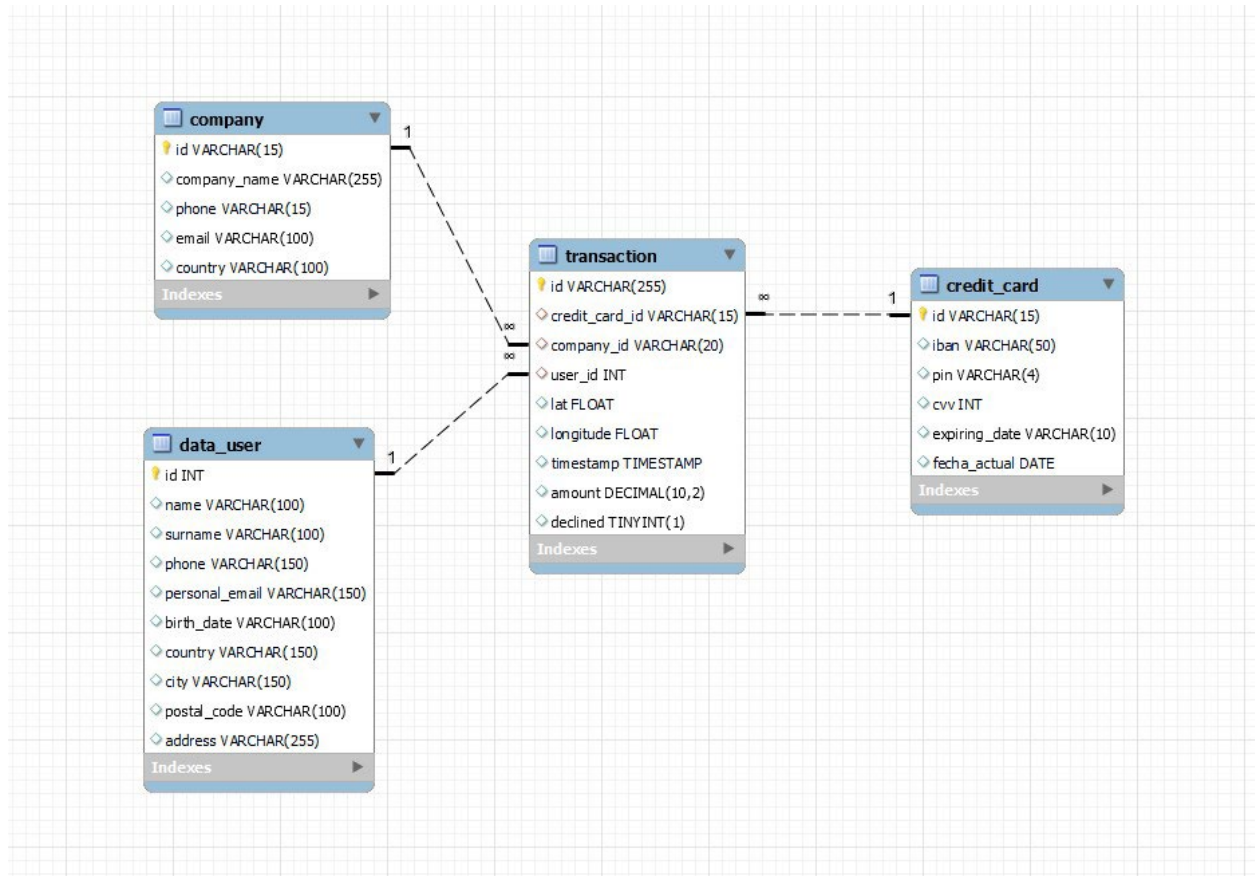 company
id VARCHAR(15)
company_name VARCHAR(255)
phone VARCHAR(15)
email VARCHAR(100)
country VARCHAR(100)
Indexes
1
∞
∞
data_user
id INT
name VARCHAR(100)
surname VARCHAR(100)
phone VARCHAR(150)
personal_email VARCHAR(150)
birth_date VARCHAR(100)
country VARCHAR(150)
city VARCHAR(150)
postal_code VARCHAR(100)
address VARCHAR(255)
Indexes
1
transaction
id VARCHAR(255)
credit_card_id VARCHAR(15)
company_id VARCHAR(20)
user_id INT
lat FLOAT
longitude FLOAT
timestamp TIMESTAMP
amount DECIMAL(10,2)
declined TINYINT(1)
Indexes
∞
1
credit_card
id VARCHAR(15)
iban VARCHAR(50)
pin VARCHAR(4)
cvv INT
expiring_date VARCHAR(10)
fecha_actual DATE
Indexes